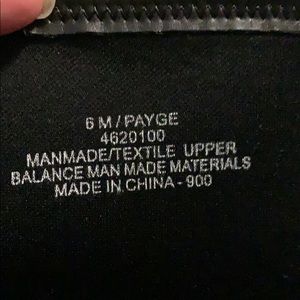 6 M / PAYGE
4620100
MANMADE/TEXTILE UPPER
BALANCE MAN MADE MATERIALS
MADE IN CHINA - 900